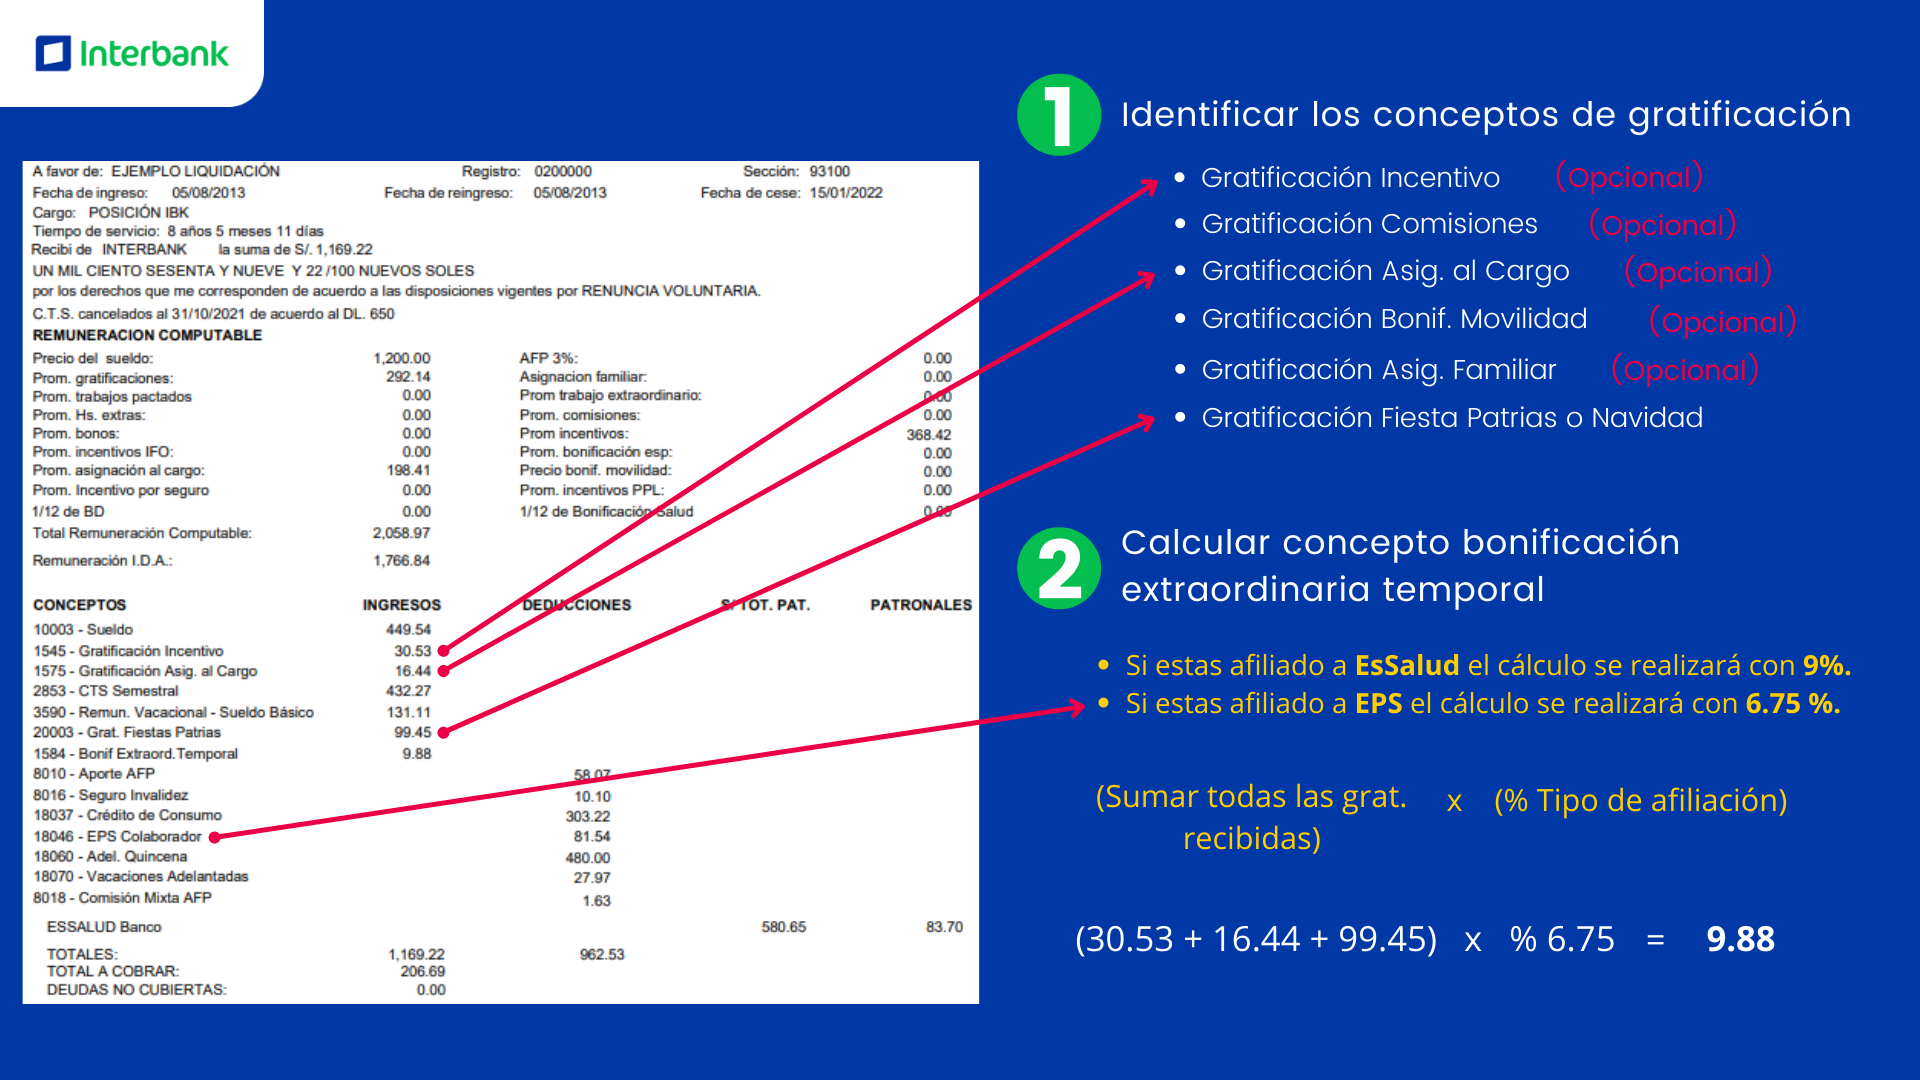 Interbank
A favor de: EJEMPLO LIQUIDACIÓN Registro: 0200000 Sección: 93100
Fecha de ingreso: 05/08/2013 Fecha de reingreso: 05/08/2013 Fecha de cese: 15/01/2022
Cargo: POSICIÓN IBK
Tiempo de servicio: 8 años 5 meses 11 días
Recibi de INTERBANK la suma de S/. 1,169.22
UN MIL CIENTO SESENTA Y NUEVE Y 22 /100 NUEVOS SOLES
por los derechos que me corresponden de acuerdo a las disposiciones vigentes por RENUNCIA VOLUNTARIA.
C.T.S. cancelados al 31/10/2021 de acuerdo al DL. 650
REMUNERACION COMPUTABLE
Precio del sueldo: 1,200.00 AFP 3%: 0.00
Prom. gratificaciones: 292.14 Asignacion familiar: 0.00
Prom. trabajos pactados 0.00 Prom trabajo extraordinario: 0.00
Prom. Hs. extras: 0.00 Prom. comisiones: 0.00
Prom. bonos: 0.00 Prom incentivos: 368.42
Prom. incentivos IFO: 0.00 Prom. bonificación esp: 0.00
Prom. asignación al cargo: 198.41 Precio bonif. movilidad: 0.00
Prom. Incentivo por seguro 0.00 Prom. incentivos PPL: 0.00
1/12 de BD 0.00 1/12 de Bonificación Salud 0.00
Total Remuneración Computable: 2,058.97
Remuneración I.D.A.: 1,766.84
CONCEPTOS INGRESOS DEDUCCIONES S/ TOT. PAT. PATRONALES
10003 - Sueldo 449.54
1545 - Gratificación Incentivo 30.53
1575 - Gratificación Asig. al Cargo 16.44
2853 - CTS Semestral 432.27
3590 - Remun. Vacacional - Sueldo Básico 131.11
20003 - Grat. Fiestas Patrias 99.45
1584 - Bonif Extraord.Temporal 9.88
8010 - Aporte AFP 58.07
8016 - Seguro Invalidez 10.10
18037 - Crédito de Consumo 303.22
18046 - EPS Colaborador 81.54
18060 - Adel. Quincena 480.00
18070 - Vacaciones Adelantadas 27.97
8018 - Comisión Mixta AFP 1.63
ESSALUD Banco 580.65 83.70
TOTALES: 1,169.22 962.53
TOTAL A COBRAR: 206.69
DEUDAS NO CUBIERTAS: 0.00
1 Identificar los conceptos de gratificación
• Gratificación Incentivo (Opcional)
• Gratificación Comisiones (Opcional)
• Gratificación Asig. al Cargo (Opcional)
• Gratificación Bonif. Movilidad (Opcional)
• Gratificación Asig. Familiar (Opcional)
• Gratificación Fiesta Patrias o Navidad
2 Calcular concepto bonificación
extraordinaria temporal
• Si estas afiliado a EsSalud el cálculo se realizará con 9%.
• Si estas afiliado a EPS el cálculo se realizará con 6.75 %.
(Sumar todas las grat. x (% Tipo de afiliación)
recibidas)
(30.53 + 16.44 + 99.45) x % 6.75 = 9.88